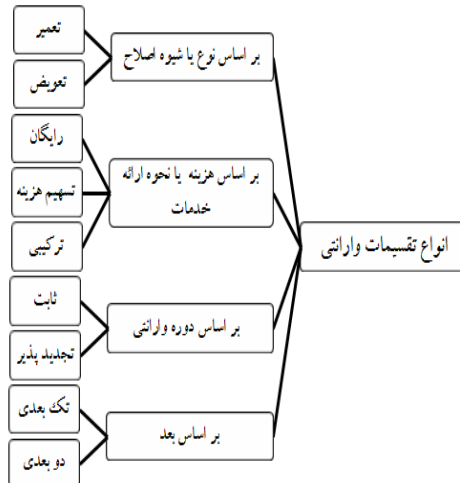 انواع تقسیمات وارانتی
بر اساس نوع یا شیوه اصلاح
تعمیر
تعویض
بر اساس هزینه یا نحوه ارائه
خدمات
رایگان
تسهیم هزینه
ترکیبی
بر اساس دوره وارانتی
ثابت
تجدید پذیر
بر اساس بعد
تک بعدی
دو بعدی